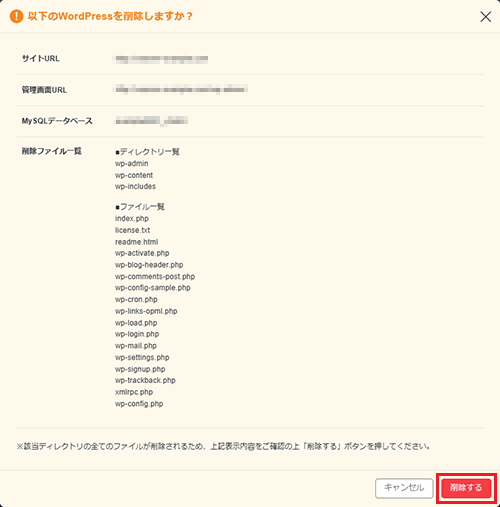 以下のWordPressを削除しますか？
サイトURL
管理画面URL
MySQLデータベース
削除ファイル一覧
■ディレクトリ一覧
wp-admin
wp-content
wp-includes
■ファイル一覧
index.php
license.txt
readme.html
wp-activate.php
wp-blog-header.php
wp-comments-post.php
wp-config-sample.php
wp-cron.php
wp-links-opml.php
wp-load.php
wp-login.php
wp-mail.php
wp-settings.php
wp-signup.php
wp-trackback.php
xmlrpc.php
wp-config.php
※該当ディレクトリの全てのファイルが削除されるため、上記表示内容をご確認の上「削除する」ボタンを押してください。
キャンセル
削除する